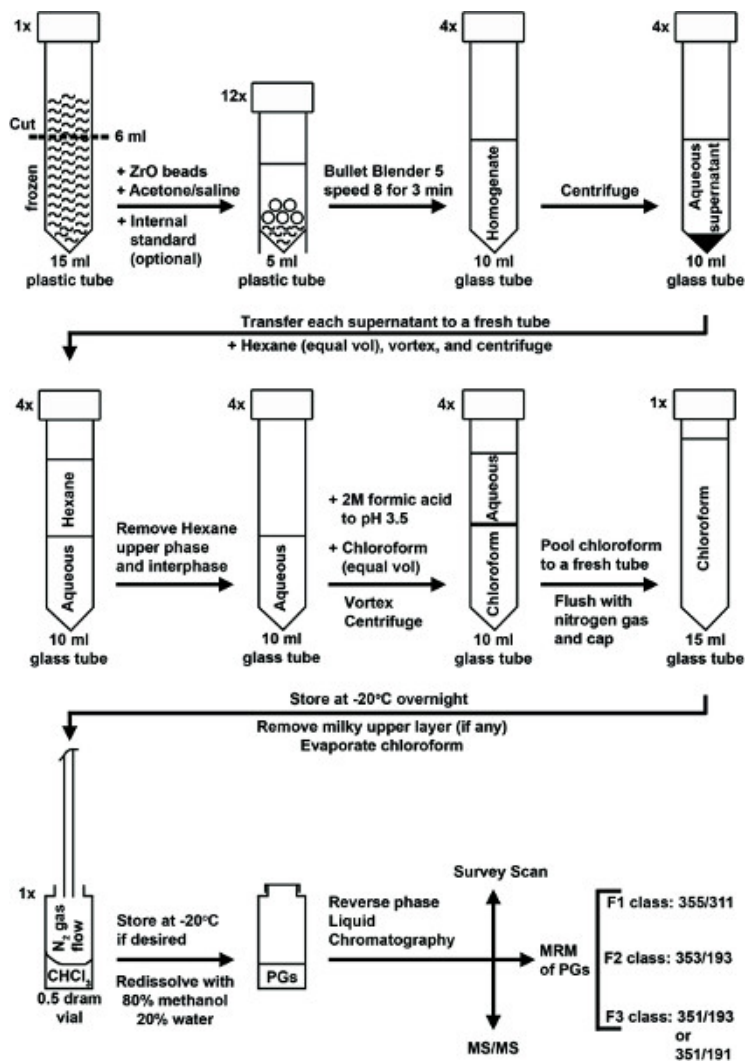 1x
Cut
6 ml
frozen
15 ml
plastic tube
+ ZrO beads
+ Acetone/saline
+ Internal
standard
(optional)
12x
5 ml
plastic tube
Bullet Blender 5
speed 8 for 3 min
4x
Homogenate
10 ml
glass tube
Centrifuge
4x
Aqueous
supernatant
10 ml
glass tube
Transfer each supernatant to a fresh tube
+ Hexane (equal vol), vortex, and centrifuge
4x
Hexane
Aqueous
10 ml
glass tube
Remove Hexane
upper phase
and interphase
4x
Aqueous
10 ml
glass tube
+ 2M formic acid
to pH 3.5
+ Chloroform
(equal vol)
Vortex
Centrifuge
4x
Aqueous
Chloroform
10 ml
glass tube
Pool chloroform
to a fresh tube
Flush with
nitrogen gas
and cap
1x
Chloroform
15 ml
glass tube
Store at -20°C overnight
Remove milky upper layer (if any)
Evaporate chloroform
1x
N₂ gas
flow
CHCl₃
0.5 dram
vial
Store at -20°C
if desired
Redissolve with
80% methanol
20% water
PGs
Reverse phase
Liquid
Chromatography
Survey Scan
MRM
of PGs
MS/MS
F1 class: 355/311
F2 class: 353/193
F3 class: 351/193
or
351/191